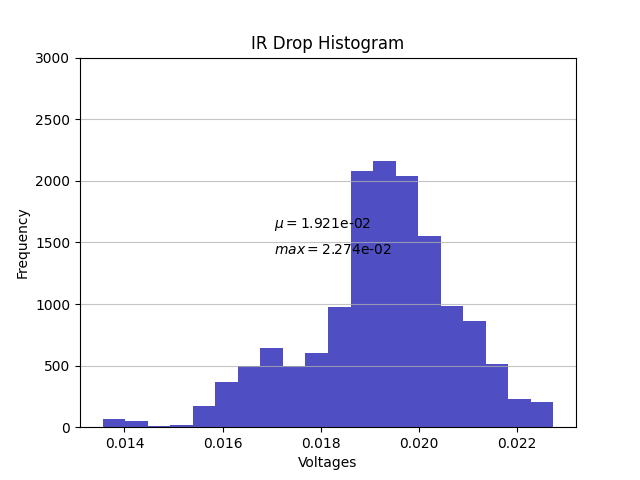 IR Drop Histogram
3000
2500
2000
1500
1000
500
0
Frequency
μ = 1.921e-02
max = 2.274e-02
0.014 0.016 0.018 0.020 0.022
Voltages